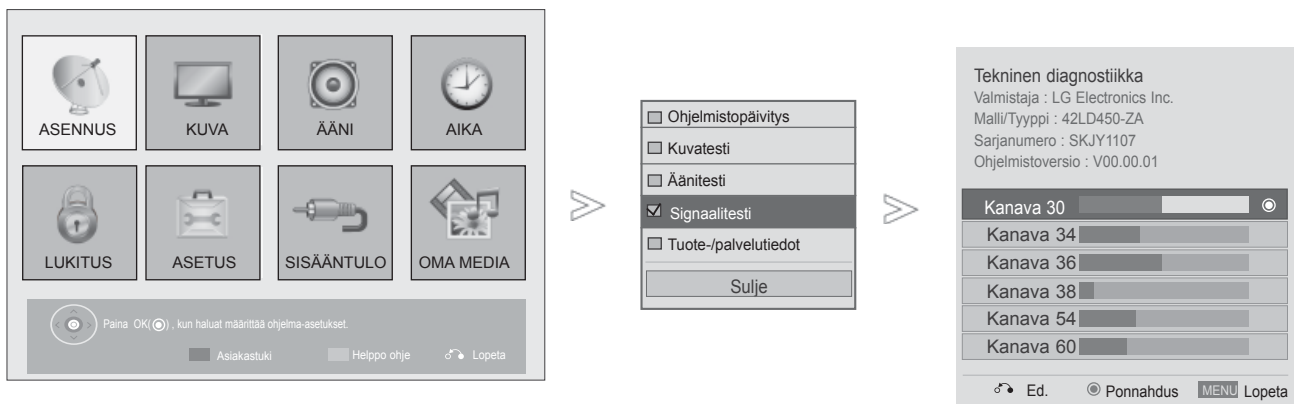 ASENNUS
KUVA
ÄÄNI
AIKA
LUKITUS
ASETUS
SISÄÄNTULO
OMA MEDIA
Paina OK(◉) , kun haluat määrittää ohjelma-asetukset.
Asiakastuki
Helppo ohje
Lopeta
Ohjelmistopäivitys
Kuvatesti
Äänitesti
Signaalitesti
Tuote-/palvelutiedot
Sulje
Tekninen diagnostiikka
Valmistaja : LG Electronics Inc.
Malli/Tyyppi : 42LD450-ZA
Sarjanumero : SKJY1107
Ohjelmistoversio : V00.00.01
Kanava 30
Kanava 34
Kanava 36
Kanava 38
Kanava 54
Kanava 60
Ed.
Ponnahdus
MENU Lopeta